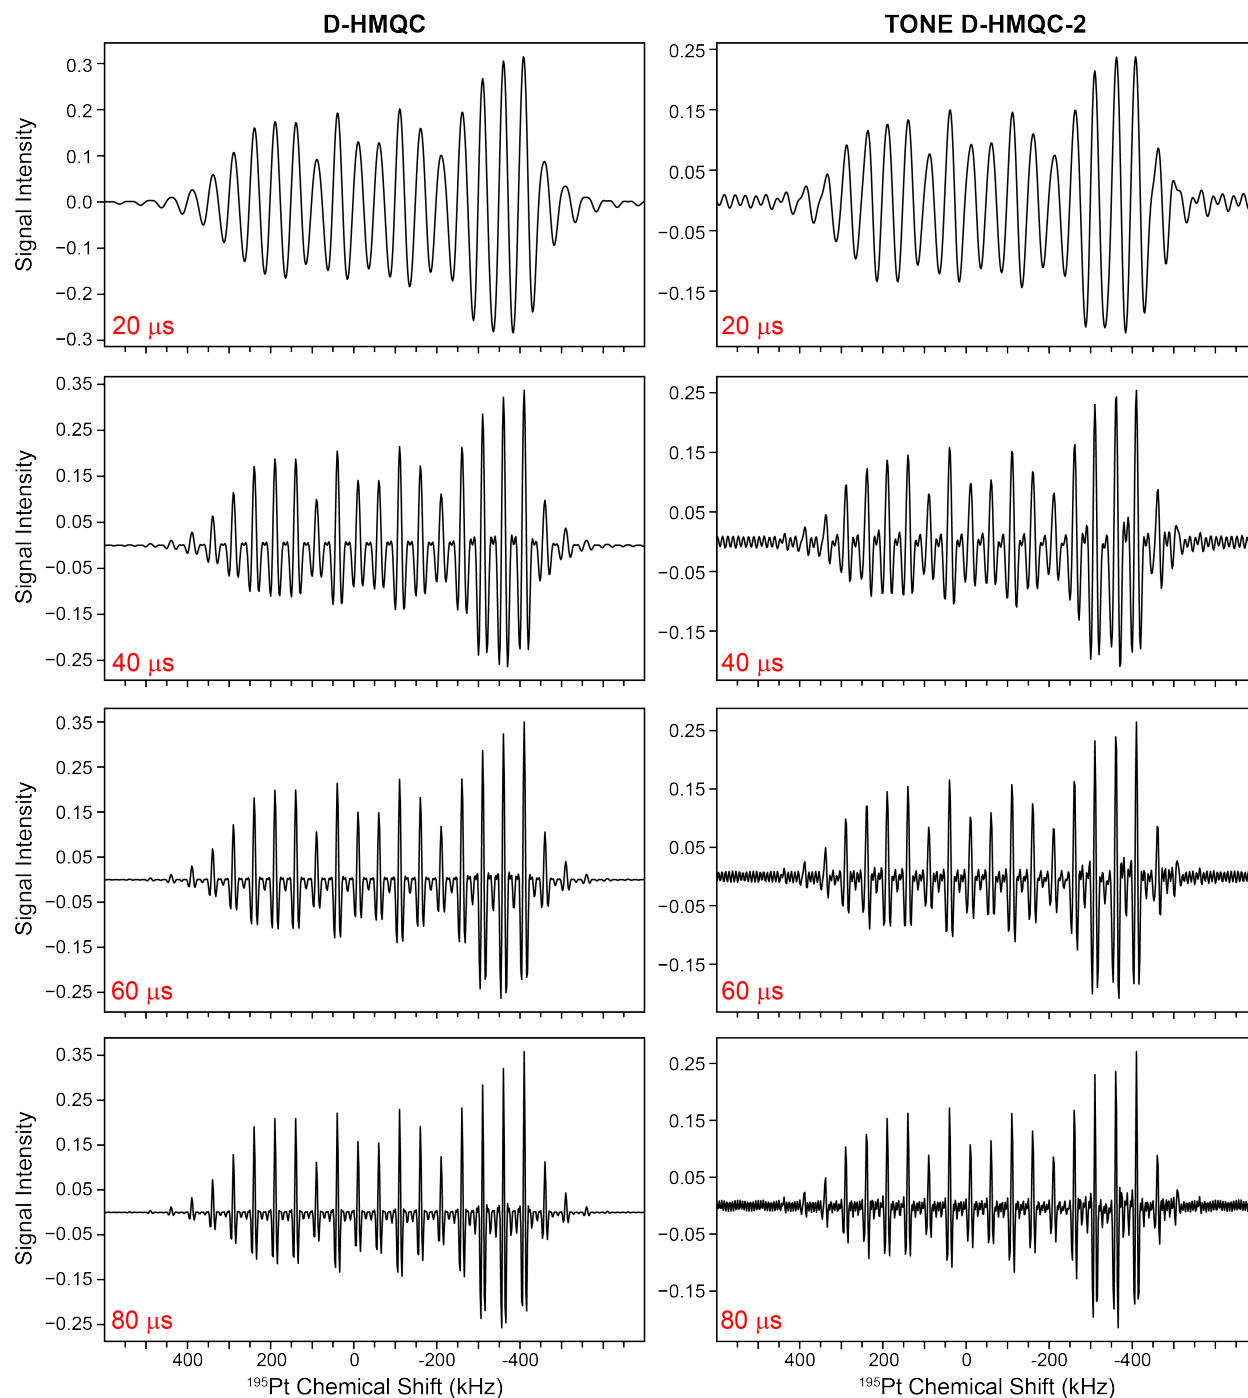 D-HMQC
TONE D-HMQC-2
Signal Intensity
0.3
0.2
0.1
0.0
−0.1
−0.2
−0.3
20 μs
0.25
0.15
0.05
−0.05
−0.15
20 μs
Signal Intensity
0.35
0.25
0.15
0.05
−0.05
−0.15
−0.25
40 μs
0.25
0.15
0.05
−0.05
−0.15
40 μs
Signal Intensity
0.35
0.25
0.15
0.05
−0.05
−0.15
−0.25
60 μs
0.25
0.15
0.05
−0.05
−0.15
60 μs
Signal Intensity
0.35
0.25
0.15
0.05
−0.05
−0.15
−0.25
80 μs
0.25
0.15
0.05
−0.05
−0.15
80 μs
400 200 0 -200 -400
400 200 0 -200 -400
¹⁹⁵Pt Chemical Shift (kHz)
¹⁹⁵Pt Chemical Shift (kHz)